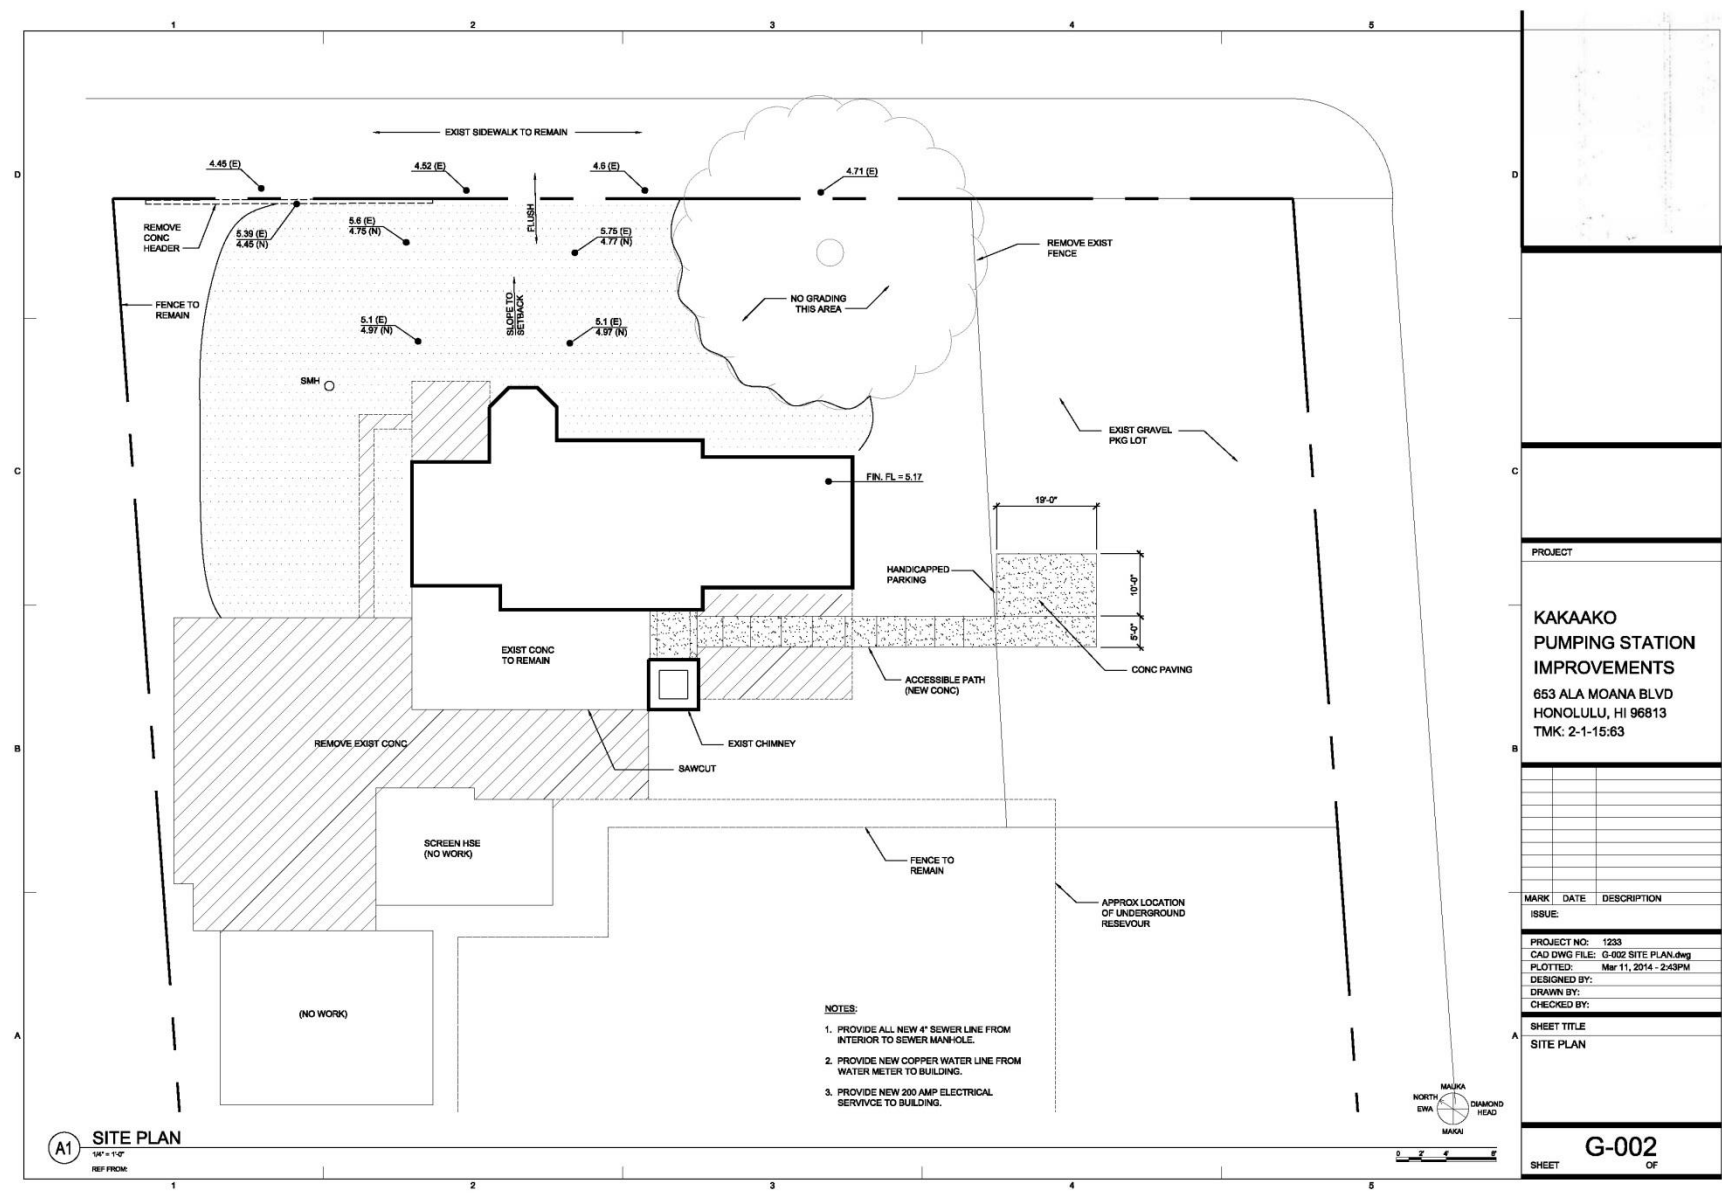 1 2 3 4 5
D D
C C
B B
A A
EXIST SIDEWALK TO REMAIN
4.45 (E)
4.52 (E)
4.6 (E)
4.71 (E)
FLUSH
REMOVE
CONC
HEADER
5.39 (E)
4.45 (N)
5.6 (E)
4.75 (N)
5.75 (E)
4.77 (N)
REMOVE EXIST
FENCE
FENCE TO
REMAIN
NO GRADING
THIS AREA
SLOPE TO
SETBACK
5.1 (E)
4.97 (N)
5.1 (E)
4.97 (N)
SMH
EXIST GRAVEL
PKG LOT
FIN. FL = 5.17
19'-0"
HANDICAPPED
PARKING
10'-0"
5'-0"
EXIST CONC
TO REMAIN
ACCESSIBLE PATH
(NEW CONC)
CONC PAVING
REMOVE EXIST CONC
EXIST CHIMNEY
SAWCUT
SCREEN HSE
(NO WORK)
FENCE TO
REMAIN
APPROX LOCATION
OF UNDERGROUND
RESEVOUR
(NO WORK)
NOTES:
1. PROVIDE ALL NEW 4" SEWER LINE FROM
INTERIOR TO SEWER MANHOLE.
2. PROVIDE NEW COPPER WATER LINE FROM
WATER METER TO BUILDING.
3. PROVIDE NEW 200 AMP ELECTRICAL
SERVIVCE TO BUILDING.
MAUKA
NORTH
EWA
DIAMOND
HEAD
MAKAI
A1
SITE PLAN
1/4" = 1'-0"
REF FROM:
0 2' 4' 8'
1 2 3 4 5
PROJECT
KAKAAKO
PUMPING STATION
IMPROVEMENTS
653 ALA MOANA BLVD
HONOLULU, HI 96813
TMK: 2-1-15:63
MARK DATE DESCRIPTION
ISSUE:
PROJECT NO: 1233
CAD DWG FILE: G-002 SITE PLAN.dwg
PLOTTED: Mar 11, 2014 - 2:43PM
DESIGNED BY:
DRAWN BY:
CHECKED BY:
SHEET TITLE
SITE PLAN
G-002
SHEET OF